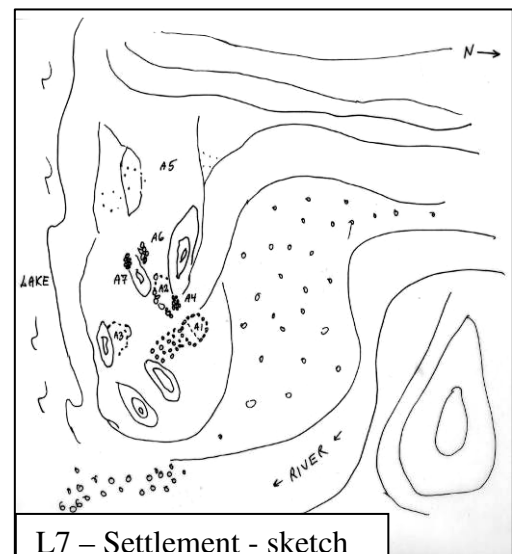 N →
A5
A6
A7
A2
A4
LAKE
A3
A1
← RIVER ←
L7 – Settlement - sketch